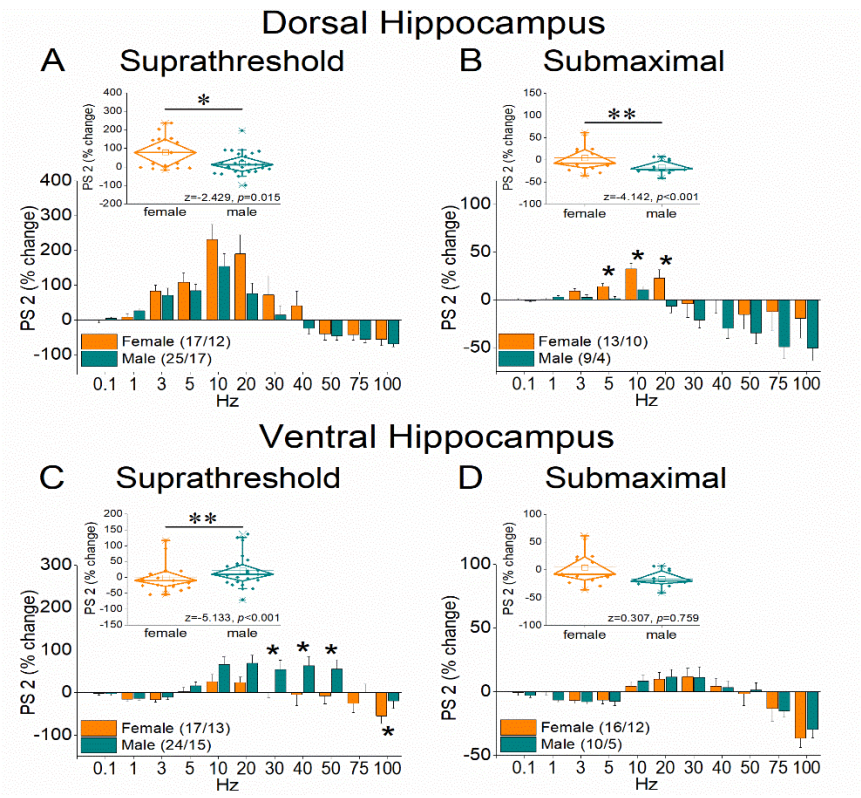 Dorsal Hippocampus
A Suprathreshold
B Submaximal
PS 2 (% change)
400
300
200
100
0
-100
-200
*
female male
z=-2.429, p=0.015
PS 2 (% change)
400
300
200
100
0
-100
* * *
Female (17/12)
Male (25/17)
0.1 1 3 5 10 20 30 40 50 75 100
Hz
PS 2 (% change)
150
100
50
0
-50
-100
**
female male
z=-4.142, p<0.001
PS 2 (% change)
100
50
0
-50
Female (13/10)
Male (9/4)
0.1 1 3 5 10 20 30 40 50 75 100
Hz
Ventral Hippocampus
C Suprathreshold
D Submaximal
PS 2 (% change)
200
150
100
50
0
-50
-100
-150
**
female male
z=-5.133, p<0.001
PS 2 (% change)
300
200
100
0
-100
* * *
*
Female (17/13)
Male (24/15)
0.1 1 3 5 10 20 30 40 50 75 100
Hz
PS 2 (% change)
100
50
0
-50
-100
female male
z=0.307, p=0.759
PS 2 (% change)
100
50
0
-50
Female (16/12)
Male (10/5)
0.1 1 3 5 10 20 30 40 50 75 100
Hz